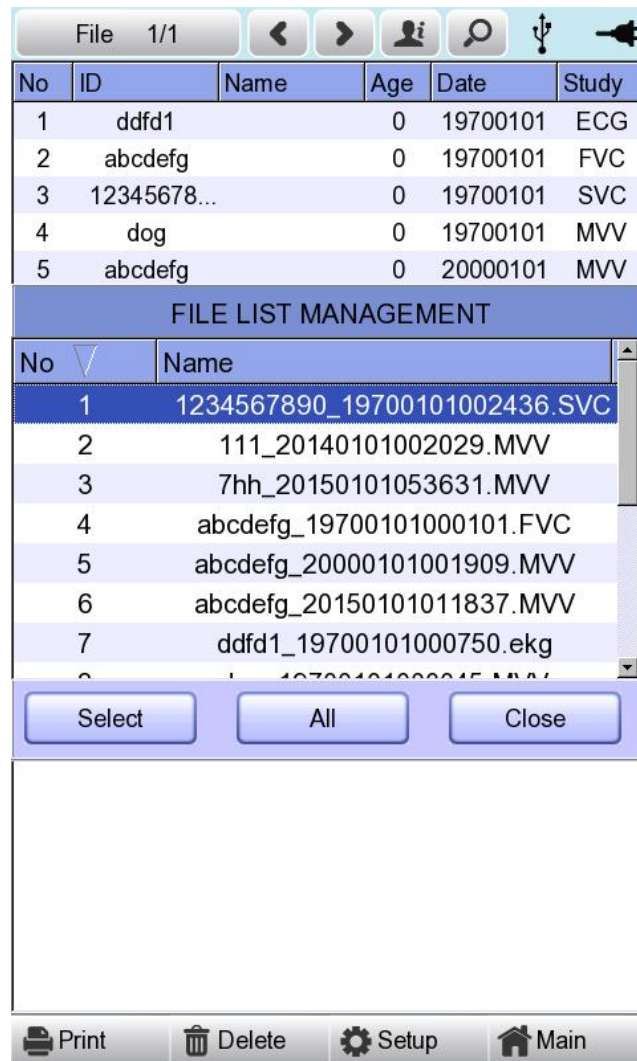 File 1/1
No ID Name Age Date Study
1 ddfd1 0 19700101 ECG
2 abcdefg 0 19700101 FVC
3 12345678... 0 19700101 SVC
4 dog 0 19700101 MVV
5 abcdefg 0 20000101 MVV
FILE LIST MANAGEMENT
No Name
1 1234567890_19700101002436.SVC
2 111_20140101002029.MVV
3 7hh_20150101053631.MVV
4 abcdefg_19700101000101.FVC
5 abcdefg_20000101001909.MVV
6 abcdefg_20150101011837.MVV
7 ddfd1_19700101000750.ekg
Select All Close
Print Delete Setup Main